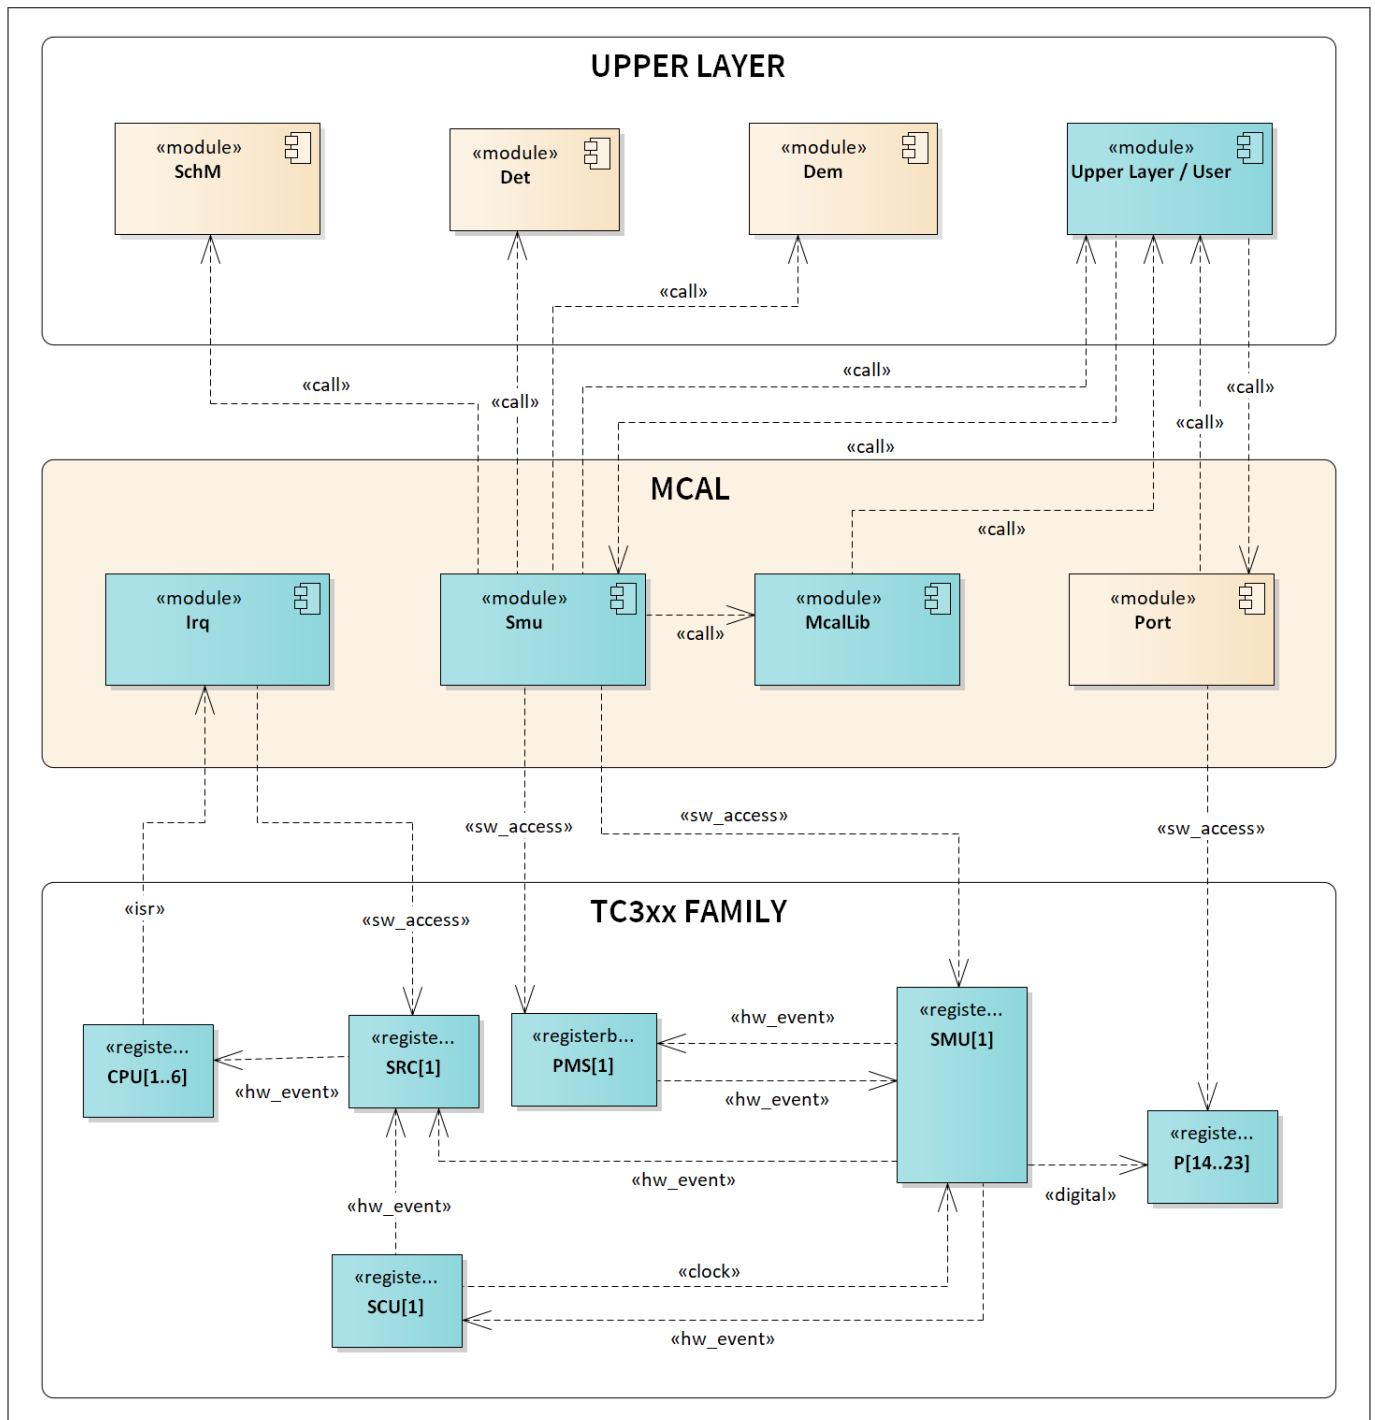 UPPER LAYER
«module»
SchM
«module»
Det
«module»
Dem
«module»
Upper Layer / User
«call»
«call»
«call»
«call»
«call»
«call»
«call»
MCAL
«call»
«module»
Irq
«module»
Smu
«call»
«module»
McalLib
«module»
Port
«sw_access»
«sw_access»
«sw_access»
TC3xx FAMILY
«isr»
«sw_access»
«registe...
CPU[1..6]
«hw_event»
«registe...
SRC[1]
«registerb...
PMS[1]
«hw_event»
«hw_event»
«registe...
SMU[1]
«registe...
P[14..23]
«hw_event»
«digital»
«hw_event»
«registe...
SCU[1]
«clock»
«hw_event»